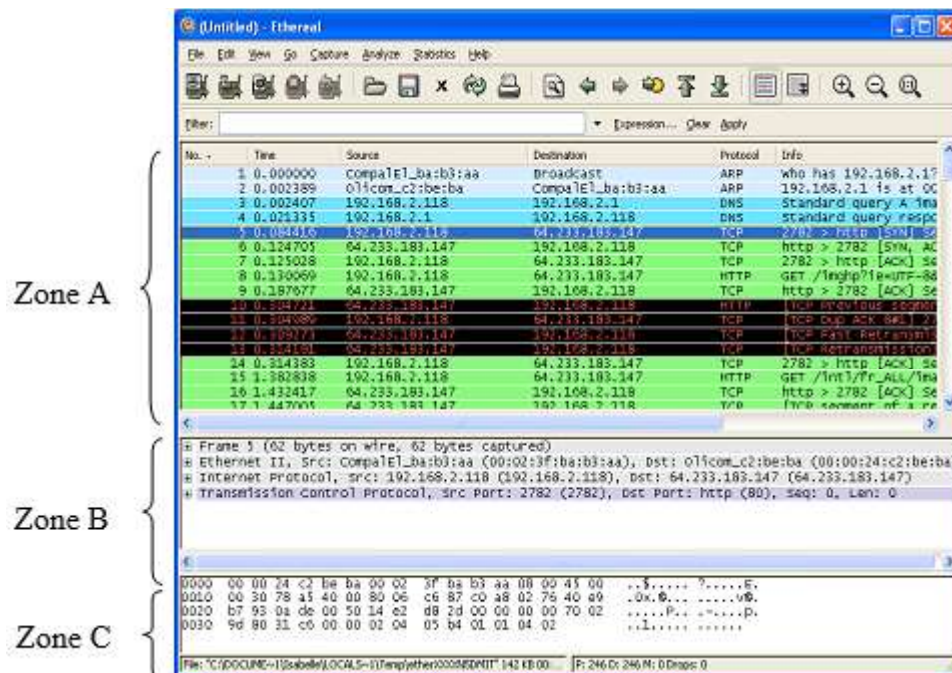 (Untitled) - Ethereal
File Edit View Go Capture Analyze Statistics Help
Filter: Expression... Clear Apply
No. - Time Source Destination Protocol Info
1 0.000000 CompalEl_ba:b3:aa Broadcast ARP who has 192.168.2.1?
2 0.002389 Olicom_c2:be:ba CompalEl_ba:b3:aa ARP 192.168.2.1 is at 00
3 0.002407 192.168.2.118 192.168.2.1 DNS Standard query A ima
4 0.021335 192.168.2.1 192.168.2.118 DNS Standard query respo
5 0.084416 192.168.2.118 64.233.183.147 TCP 2782 > http [SYN] Se
6 0.124705 64.233.183.147 192.168.2.118 TCP http > 2782 [SYN, AC
7 0.125028 192.168.2.118 64.233.183.147 TCP 2782 > http [ACK] Se
8 0.130069 192.168.2.118 64.233.183.147 HTTP GET /imghp?ie=UTF-8&
9 0.187677 64.233.183.147 192.168.2.118 TCP http > 2782 [ACK] Se
10 0.304721 64.233.183.147 192.168.2.118 HTTP [TCP Previous segmen
11 0.304989 192.168.2.118 64.233.183.147 TCP [TCP Dup ACK
12 0.309273 64.233.183.147 192.168.2.118 TCP [TCP Fast Retransmi
13 64.233.183.147 192.168.2.118 TCP [TCP Retransmission
14 0.314383 192.168.2.118 64.233.183.147 TCP 2782 > http [ACK] Se
15 1.382838 192.168.2.118 64.233.183.147 HTTP GET /intl/fr_ALL/ima
16 1.432417 64.233.183.147 192.168.2.118 TCP http > 2782 [ACK] Se
17 1.447005 64.233.183.147 192.168.2.118 TCP [TCP segment of a re
Zone A
Frame 5 (62 bytes on wire, 62 bytes captured)
Ethernet II, Src: CompalEl_ba:b3:aa (00:02:3f:ba:b3:aa), Dst: Olicom_c2:be:ba (00:00:24:c2:be:ba
Internet Protocol, Src: 192.168.2.118 (192.168.2.118), Dst: 64.233.183.147 (64.233.183.147)
Transmission Control Protocol, Src Port: 2782 (2782), Dst Port: http (80), Seq: 0, Len: 0
Zone B
0000 00 00 24 c2 be ba 00 02 3f ba b3 aa 08 00 45 00 ..$..... ?.....E.
0010 00 30 78 a5 40 00 80 06 c6 87 c0 a8 02 76 40 e9 .0x.@... .....v@.
0020 b7 93 0a de 00 50 14 e2 d8 2d 00 00 00 00 70 02 .....P.. .-....p.
0030 9d 80 31 c6 00 00 02 04 05 b4 01 01 04 02 ..1..... ......
Zone C
File: "C:\DOCUME~1\Isabelle\LOCALS~1\Temp\etherXXXXNSDMIT" 142 KB 00... P: 246 D: 246 M: 0 Drops: 0